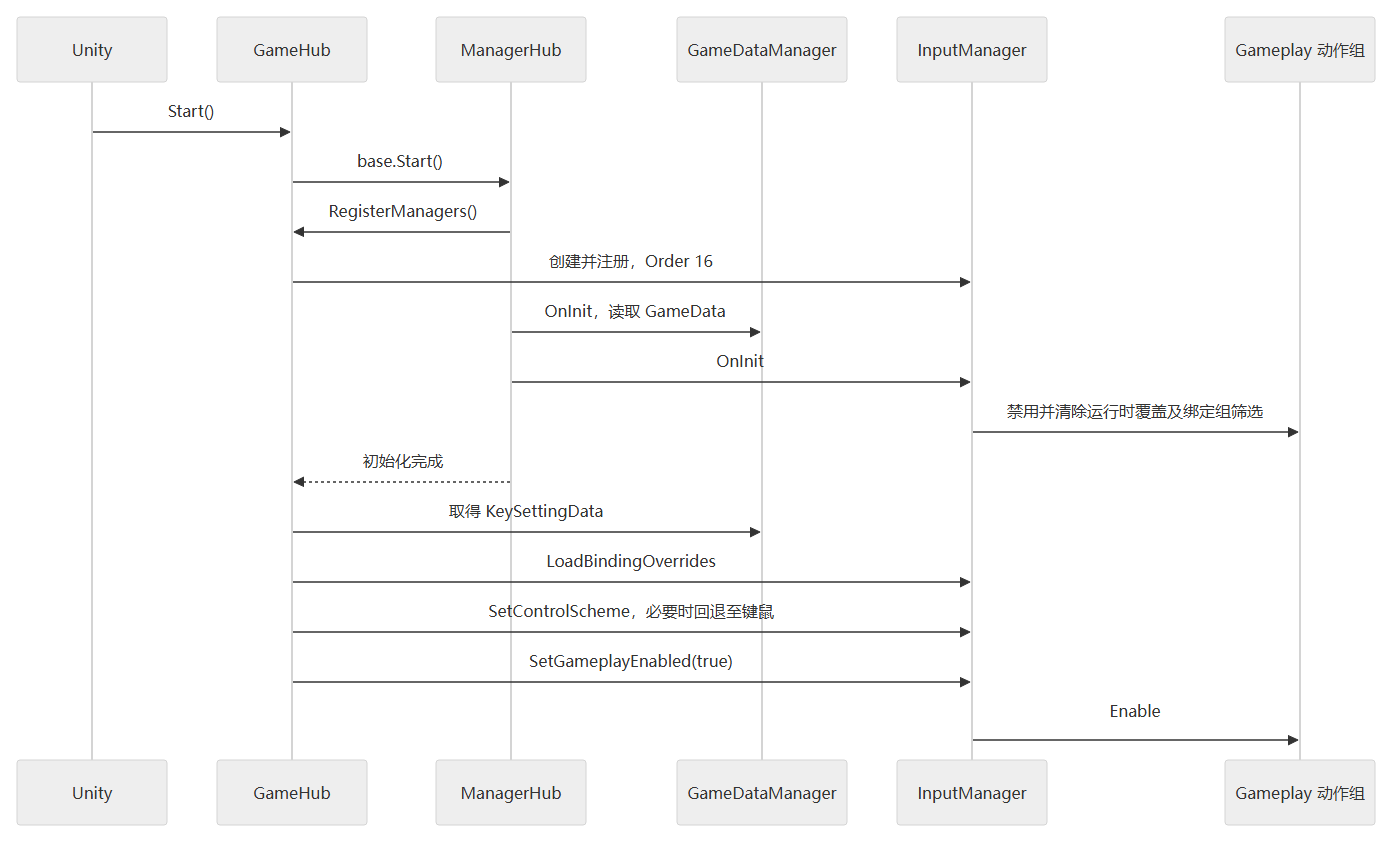 Unity
GameHub
ManagerHub
GameDataManager
InputManager
Gameplay 动作组
Start()
base.Start()
RegisterManagers()
创建并注册，Order 16
OnInit，读取 GameData
OnInit
禁用并清除运行时覆盖及绑定组筛选
初始化完成
取得 KeySettingData
LoadBindingOverrides
SetControlScheme，必要时回退至键鼠
SetGameplayEnabled(true)
Enable
Unity
GameHub
ManagerHub
GameDataManager
InputManager
Gameplay 动作组